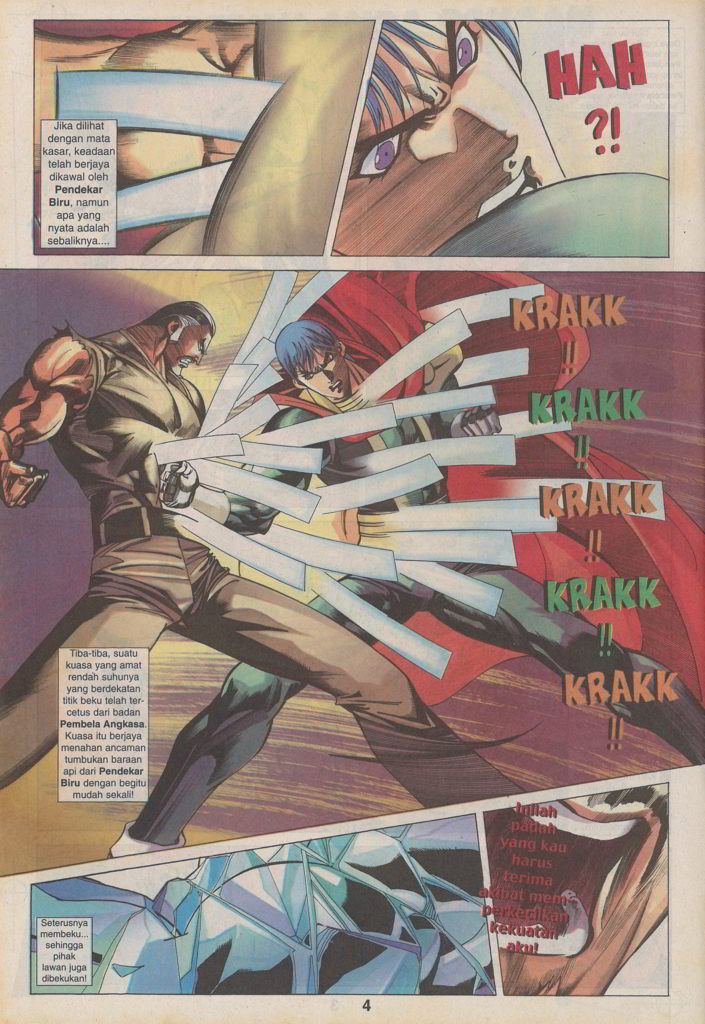 Jika dilihat
dengan mata
kasar, keadaan
telah berjaya
dikawal oleh
Pendekar
Biru, namun
apa yang
nyata adalah
sebaliknya....
HAH
?!
KRAKK
!!
KRAKK
!!
KRAKK
!!
KRAKK
!!
KRAKK
!!
Tiba-tiba, suatu
kuasa yang amat
rendah suhunya
yang berdekatan
titik beku telah ter-
cetus dari badan
Pembela Angkasa.
Kuasa itu berjaya
menahan ancaman
tumbukan baraan
api dari Pendekar
Biru dengan begitu
mudah sekali!
Seterusnya
membeku...
sehingga
pihak
lawan juga
dibekukan!
Inilah
padah
yang kau
harus
terima
akibat mem-
perkecilkan
kekuatan
aku!
4